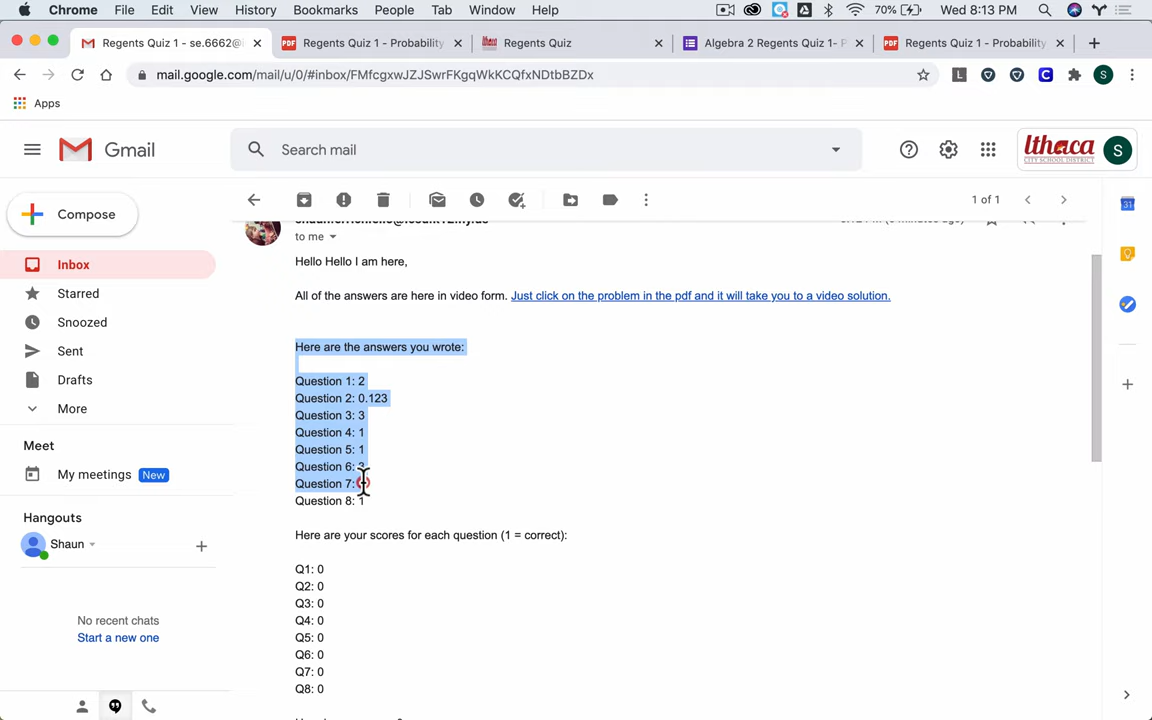 Chrome File Edit View History Bookmarks People Tab Window Help 70% Wed 8:13 PM
Regents Quiz 1 - se.6662@ Regents Quiz 1 - Probability Regents Quiz Algebra 2 Regents Quiz 1- P Regents Quiz 1 - Probability
mail.google.com/mail/u/0/#inbox/FMfcgxwJZJSwrFKgqWkKCQfxNDtbBZDx
Apps
Gmail Search mail Ithaca CITY SCHOOL DISTRICT S
Compose 1 of 1
to me
Inbox Hello Hello I am here,
Starred All of the answers are here in video form. Just click on the problem in the pdf and it will take you to a video solution.
Snoozed
Sent Here are the answers you wrote:
Drafts Question 1: 2
Question 2: 0.123
More Question 3: 3
Question 4: 1
Meet Question 5: 1
Question 6:
My meetings New Question 7:
Question 8: 1
Hangouts
Here are your scores for each question (1 = correct):
Shaun
Q1: 0
Q2: 0
Q3: 0
No recent chats Q4: 0
Start a new one Q5: 0
Q6: 0
Q7: 0
Q8: 0